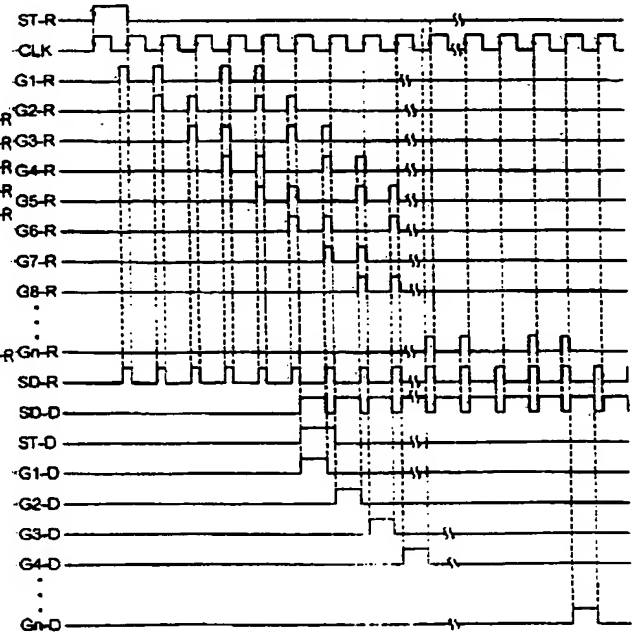 ST-R
CLK
G1-R
G2-R
-R
G3-R
-R
G4-R
-R
G5-R
-R
G6-R
-R
G7-R
G8-R
Gn-R
-R
SD-R
SD-D
ST-D
G1-D
G2-D
G3-D
G4-D
Gn-D